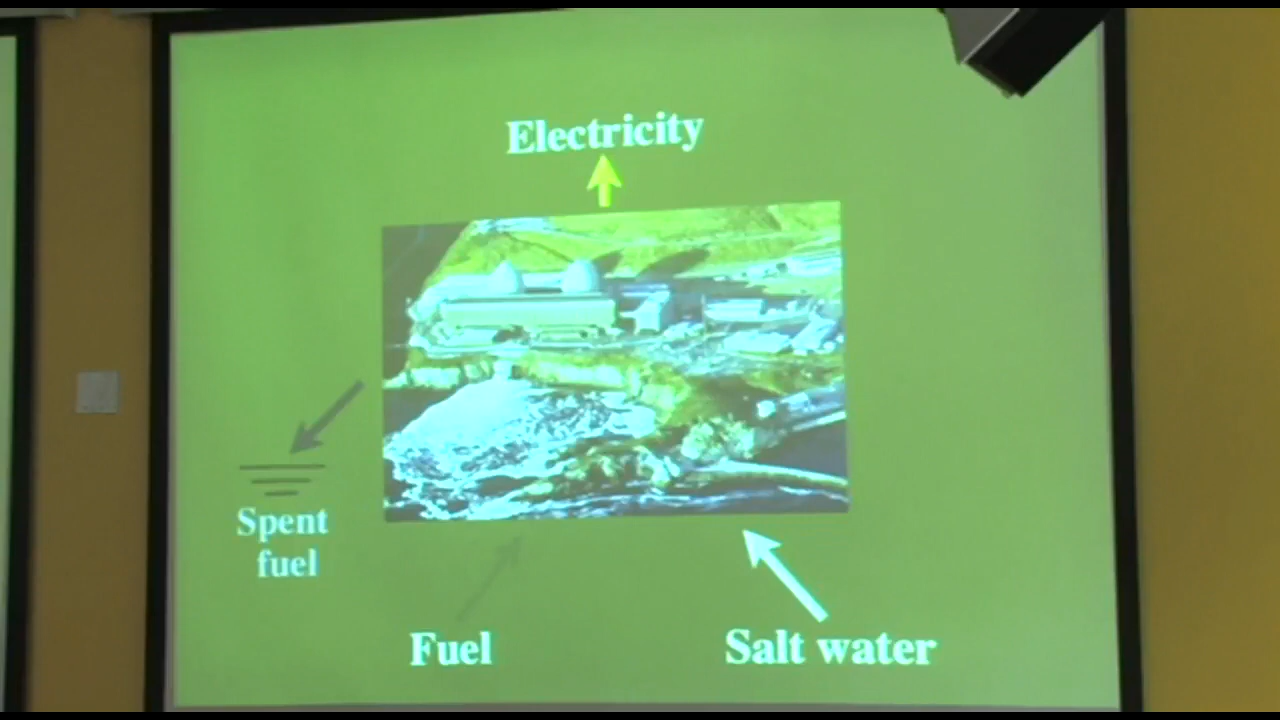 Electricity
Spent
fuel
Fuel
Salt water